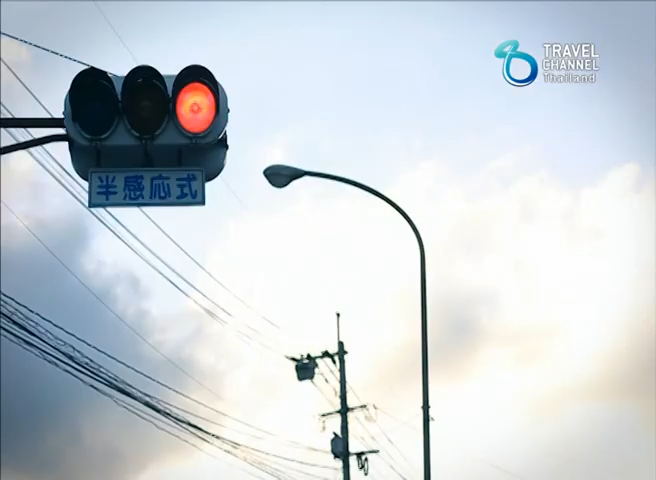 TRAVEL
CHANNEL
Thailand
半感応式